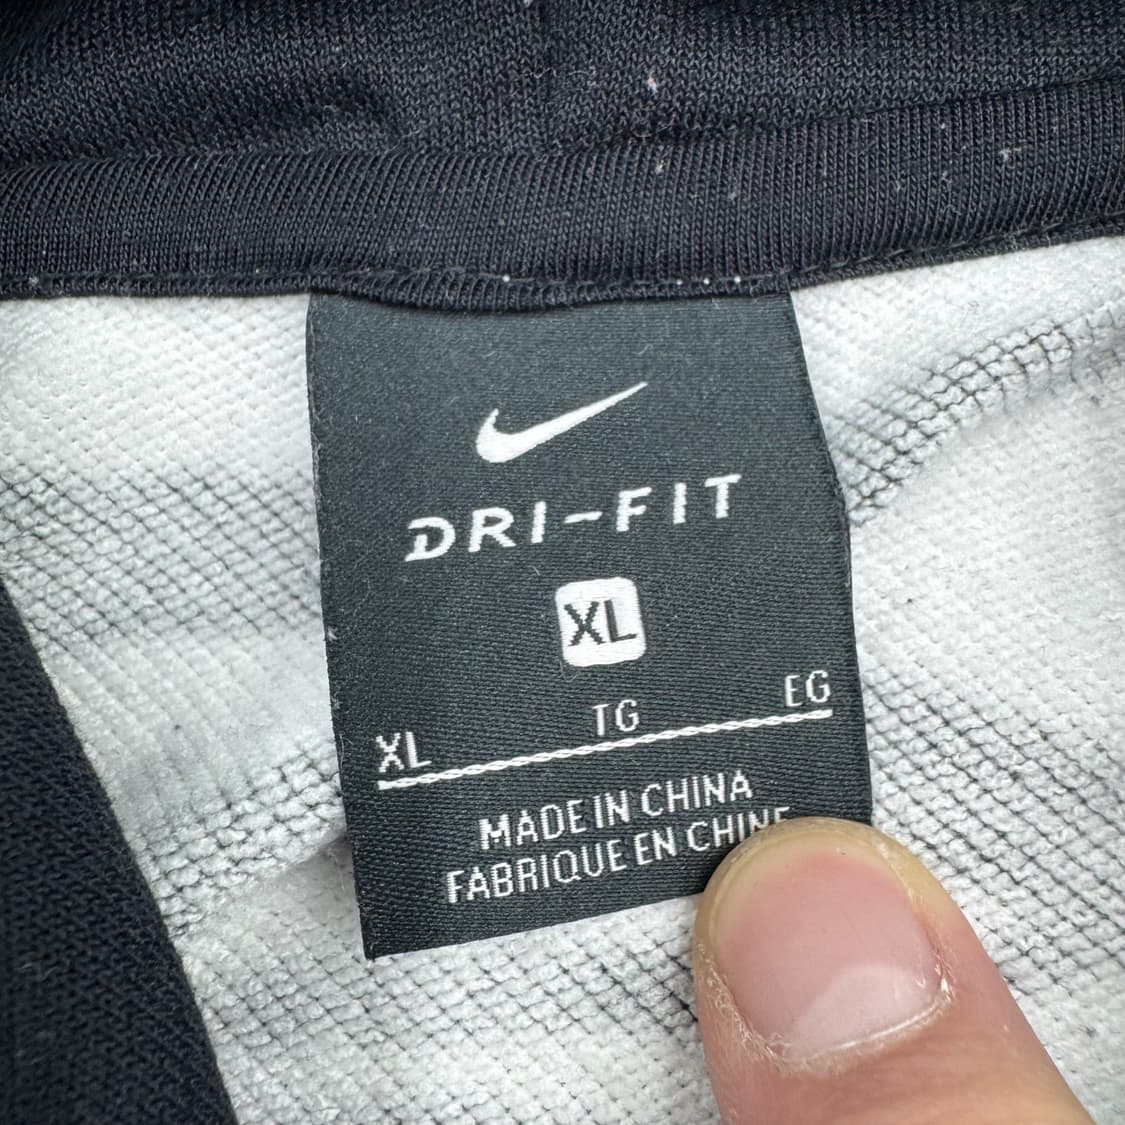 DRI-FIT
XL
XL TG EG
MADE IN CHINA
FABRIQUE EN CHINE